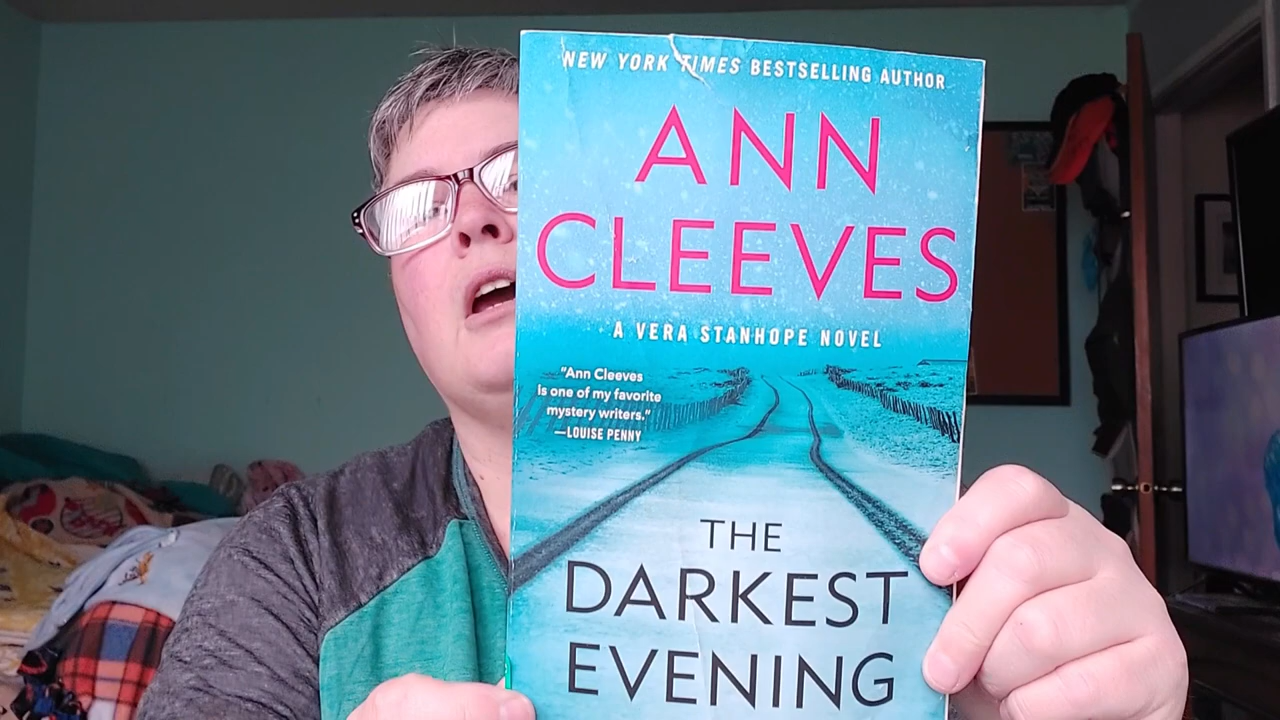 NEW YORK TIMES BESTSELLING AUTHOR
ANN
CLEEVES
A VERA STANHOPE NOVEL
"Ann Cleeves
is one of my favorite
mystery writers."
—LOUISE PENNY
THE
DARKEST
EVENING